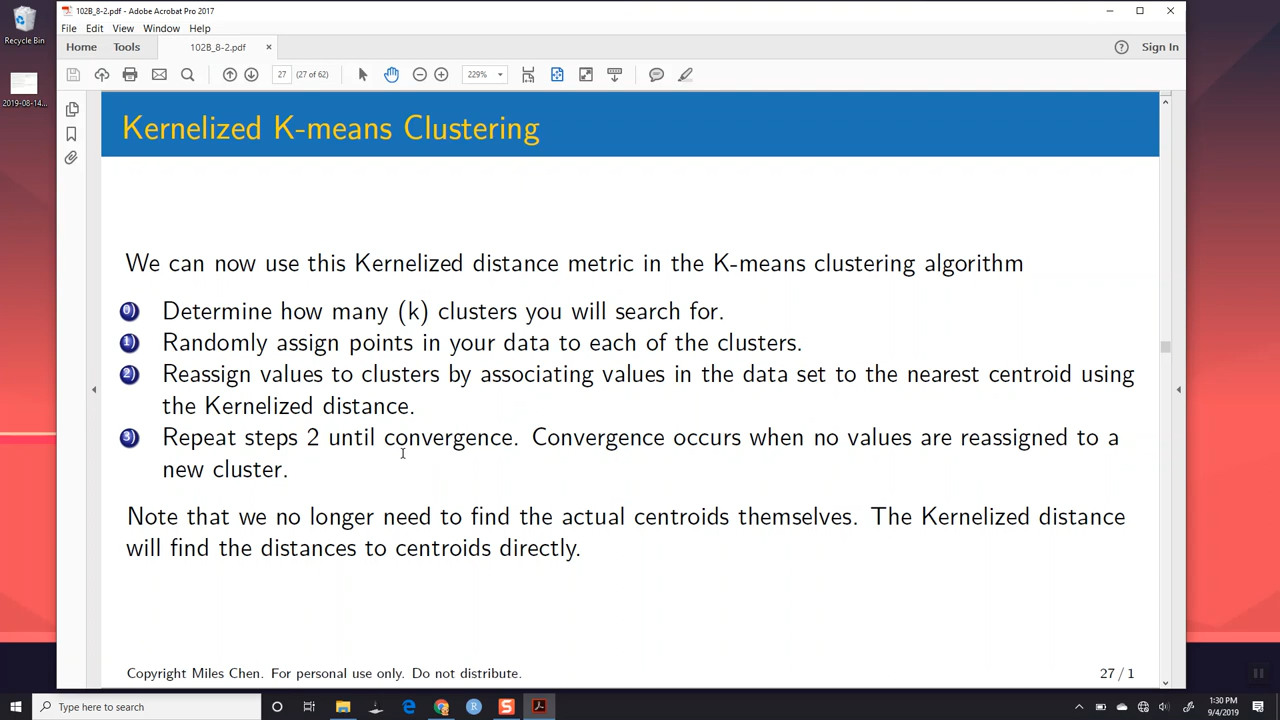 102B_8-2.pdf - Adobe Acrobat Pro 2017
File Edit View Window Help
Home Tools 102B_8-2.pdf × Sign In
27 (27 of 62) 229%
Recycle Bin
2019-08-14...
Kernelized K-means Clustering
We can now use this Kernelized distance metric in the K-means clustering algorithm
0) Determine how many (k) clusters you will search for.
1) Randomly assign points in your data to each of the clusters.
2) Reassign values to clusters by associating values in the data set to the nearest centroid using
the Kernelized distance.
3) Repeat steps 2 until convergence. Convergence occurs when no values are reassigned to a
new cluster.
Note that we no longer need to find the actual centroids themselves. The Kernelized distance
will find the distances to centroids directly.
Copyright Miles Chen. For personal use only. Do not distribute. 27 / 1
Type here to search
1:30 PM
9/4/2019